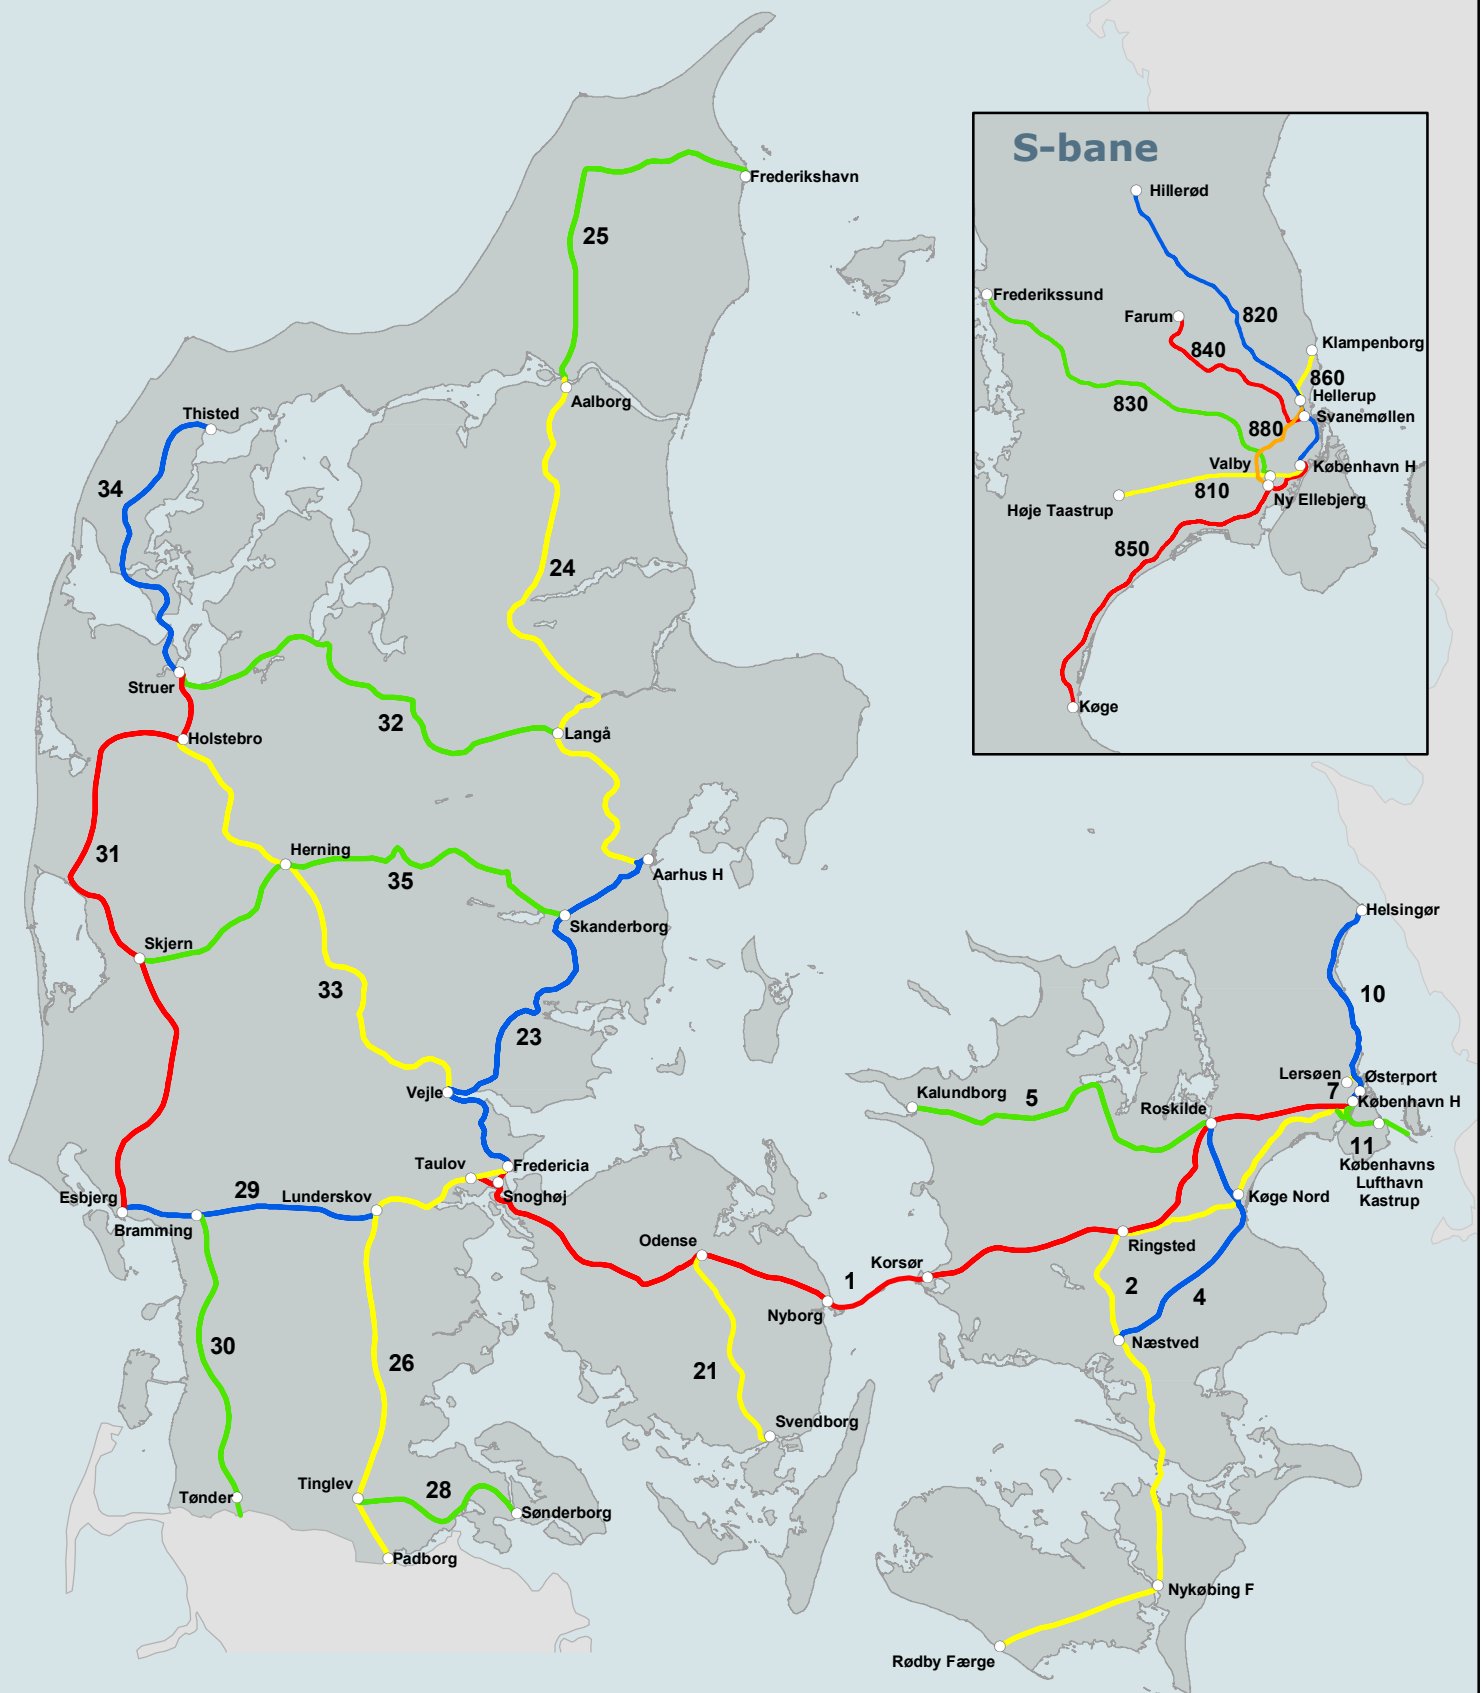 S-bane
Hillerød
Frederikssund
Farum
820
840
Klampenborg
860
Hellerup
830
Svanemøllen
880
Valby
København H
810
Ny Ellebjerg
Høje Taastrup
850
Køge
Frederikshavn
25
Aalborg
Thisted
34
24
Struer
32
Langå
Holstebro
31
Herning
35
Aarhus H
Skanderborg
Skjern
33
23
Vejle
Taulov
Fredericia
Snoghøj
Esbjerg
29
Lunderskov
Bramming
Odense
Nyborg
1
Korsør
30
26
21
Svendborg
Tønder
Tinglev
28
Sønderborg
Padborg
Helsingør
10
Lersøen
Østerport
7
København H
Kalundborg
5
Roskilde
11
Københavns
Lufthavn
Kastrup
Køge Nord
Ringsted
2
4
Næstved
Nykøbing F
Rødby Færge